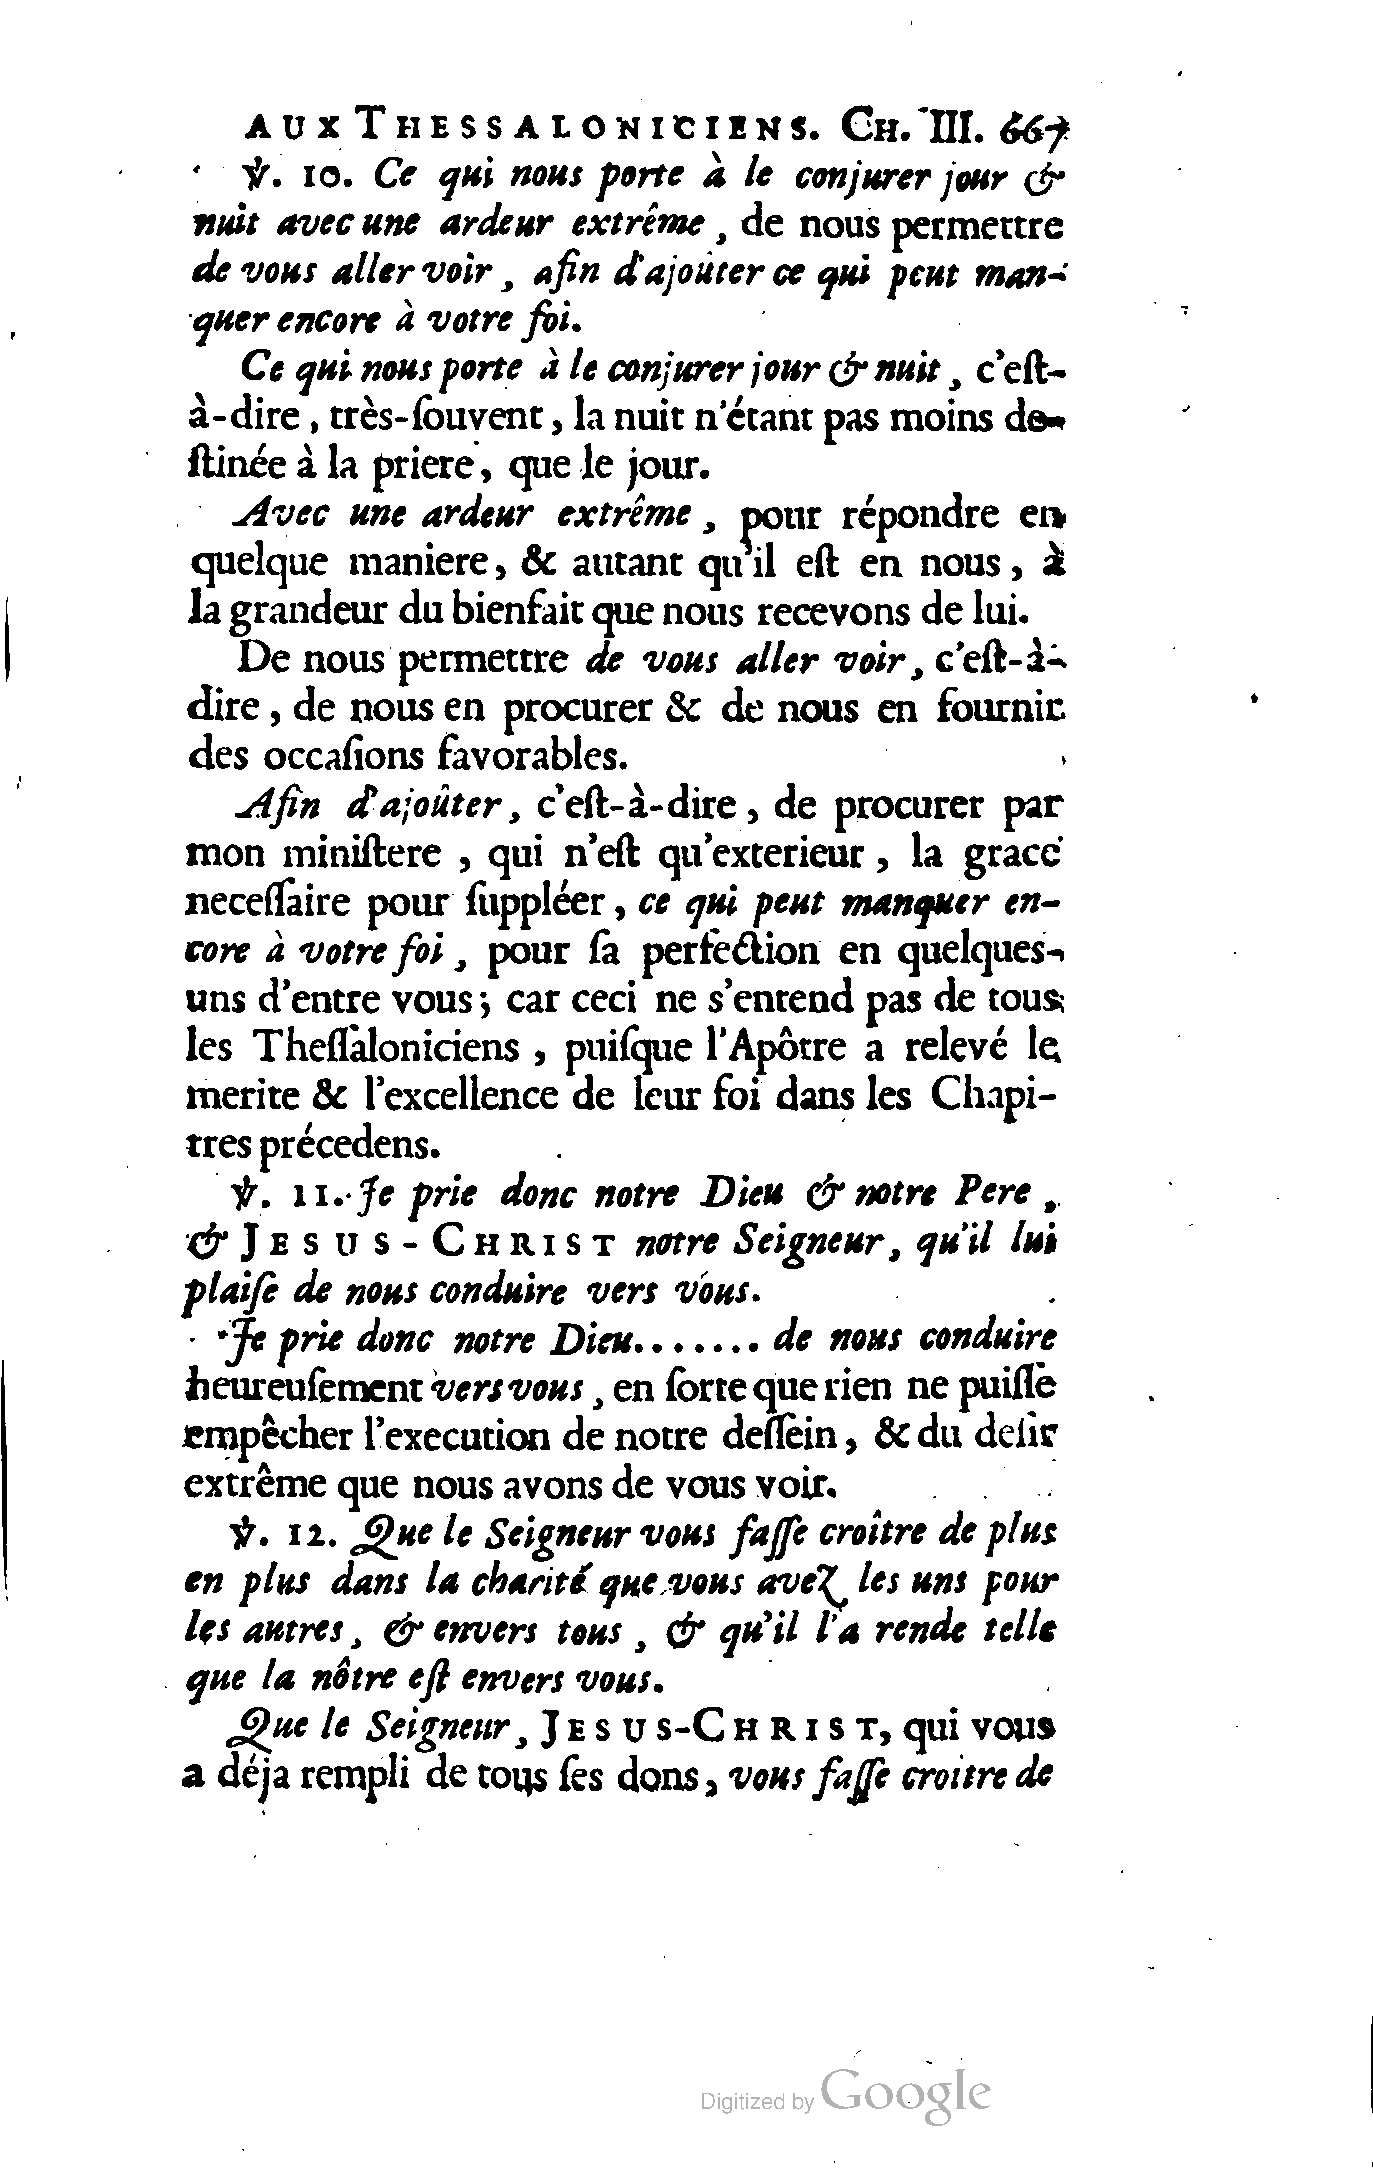 AUX THESSALONICIENS. CH. III. 667
℣. 10. Ce qui nous porte à le conjurer jour &
nuit avec une ardeur extrême, de nous permettre
de vous aller voir, afin d'ajoûter ce qui peut man-
quer encore à votre foi.
Ce qui nous porte à le conjurer jour & nuit, c'eſt-
à-dire, très-ſouvent, la nuit n'étant pas moins de-
ſtinée à la priere, que le jour.
Avec une ardeur extrême, pour répondre en
quelque maniere, & autant qu'il eſt en nous, à
la grandeur du bienfait que nous recevons de lui.
De nous permettre de vous aller voir, c'eſt-à-
dire, de nous en procurer & de nous en fournir
des occaſions favorables.
Afin d'ajoûter, c'eſt-à-dire, de procurer par
mon miniſtere, qui n'eſt qu'exterieur, la grace
neceſſaire pour ſuppléer, ce qui peut manquer en-
core à votre foi, pour ſa perfection en quelques-
uns d'entre vous; car ceci ne s'entend pas de tous
les Theſſaloniciens, puiſque l'Apôtre a relevé le
merite & l'excellence de leur foi dans les Chapi-
tres précedens.
℣. 11. Je prie donc notre Dieu & notre Pere,
& JESUS-CHRIST notre Seigneur, qu'il lui
plaiſe de nous conduire vers vous.
Je prie donc notre Dieu....... de nous conduire
heureuſement vers vous, en ſorte que rien ne puiſſe
empêcher l'execution de notre deſſein, & du deſir
extrême que nous avons de vous voir.
℣. 12. Que le Seigneur vous faſſe croître de plus
en plus dans la charité que vous avez les uns pour
les autres, & envers tous, & qu'il l'a rende telle
que la nôtre eſt envers vous.
Que le Seigneur, JESUS-CHRIST, qui vous
a déja rempli de tous ſes dons, vous faſſe croître de
Digitized by Google